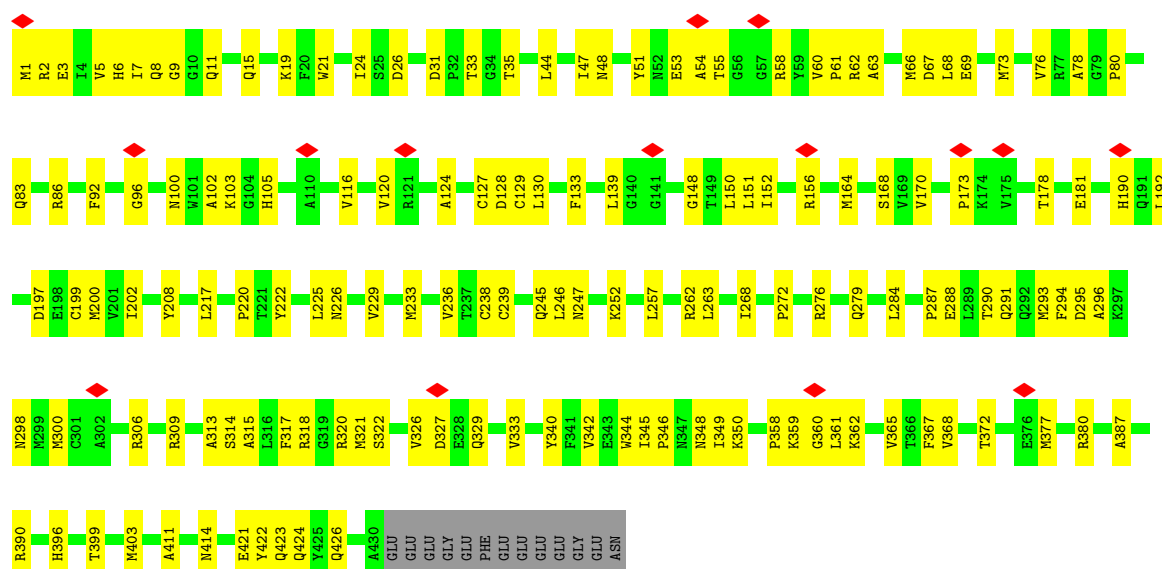 M1 R2 E3 I4 V5 H6 I7 Q8 G9 G10 Q11 Q15 K19 F20 W21 I24 S25 D26 D31 P32 T33 G34 T35 L44 I47 N48 Y51 N52 E53 A54 T55 G56 G57 R58 Y59 V60 P61 R62 A63 M66 D67 L68 E69 M73 V76 R77 A78 G79 P80
Q83 R86 F92 G96 N100 W101 A102 K103 G104 H105 A110 V116 V120 R121 A124 C127 D128 C129 L130 F133 L139 G140 G141 G148 T149 L150 L151 I152 R156 M164 S168 V169 V170 P173 K174 V175 T178 E181 H190 Q191 L192
D197 E198 C199 M200 V201 I202 Y208 L217 P220 T221 Y222 L225 N226 V229 M233 V236 T237 C238 C239 Q245 L246 N247 K252 L257 R262 L263 I268 P272 R276 Q279 L284 P287 E288 L289 T290 Q291 Q292 M293 F294 D295 A296 K297
N298 M299 M300 C301 A302 R306 R309 A313 S314 A315 L316 F317 R318 G319 R320 M321 S322 V326 D327 E328 Q329 V333 Y340 F341 V342 E343 W344 I345 P346 N347 N348 I349 K350 P358 K359 G360 L361 K362 V365 T366 F367 V368 T372 E376 M377 R380 A387
R390 H396 T399 M403 A411 N414 E421 Y422 Q423 Q424 Y425 Q426 A430 GLU GLU GLU GLY GLU PHE GLU GLU GLU GLU GLY GLU ASN